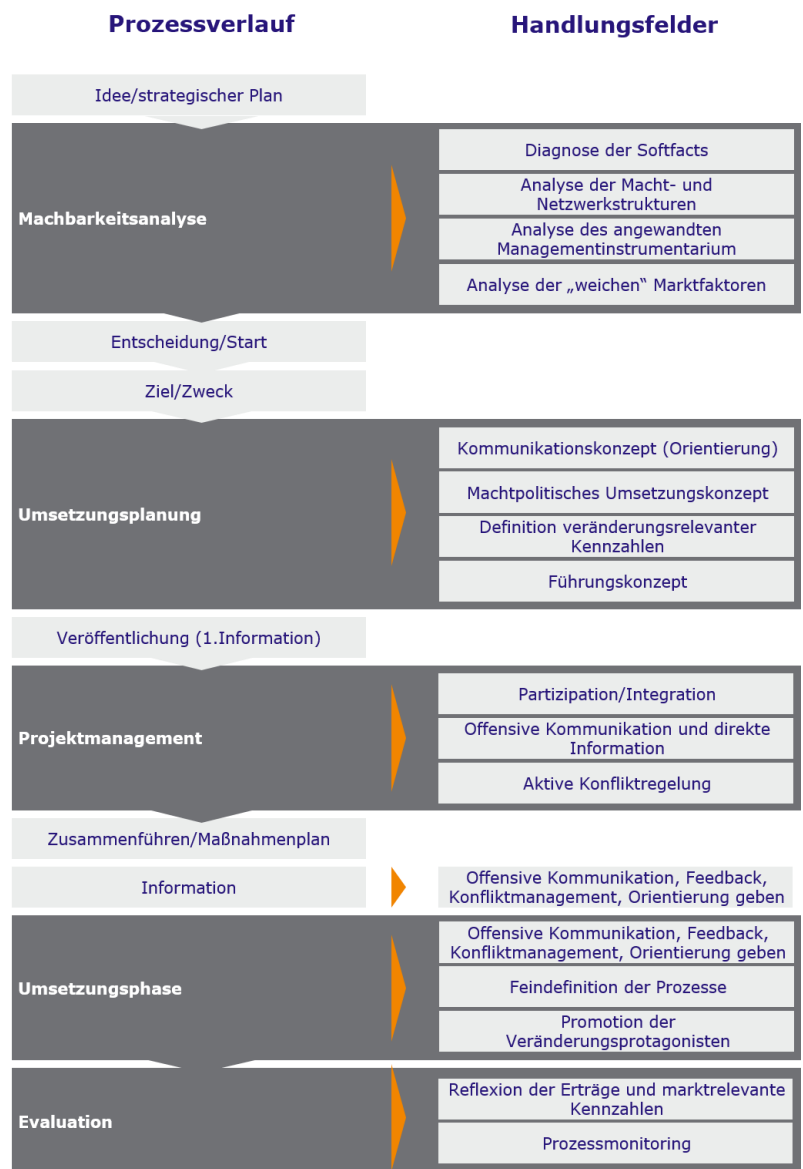 Prozessverlauf
Handlungsfelder
Idee/strategischer Plan
Machbarkeitsanalyse
Diagnose der Softfacts
Analyse der Macht- und
Netzwerkstrukturen
Analyse des angewandten
Managementinstrumentarium
Analyse der „weichen“ Marktfaktoren
Entscheidung/Start
Ziel/Zweck
Umsetzungsplanung
Kommunikationskonzept (Orientierung)
Machtpolitisches Umsetzungskonzept
Definition veränderungsrelevanter
Kennzahlen
Führungskonzept
Veröffentlichung (1.Information)
Projektmanagement
Partizipation/Integration
Offensive Kommunikation und direkte
Information
Aktive Konfliktregelung
Zusammenführen/Maßnahmenplan
Information
Offensive Kommunikation, Feedback,
Konfliktmanagement, Orientierung geben
Umsetzungsphase
Offensive Kommunikation, Feedback,
Konfliktmanagement, Orientierung geben
Feindefinition der Prozesse
Promotion der
Veränderungsprotagonisten
Evaluation
Reflexion der Erträge und marktrelevante
Kennzahlen
Prozessmonitoring